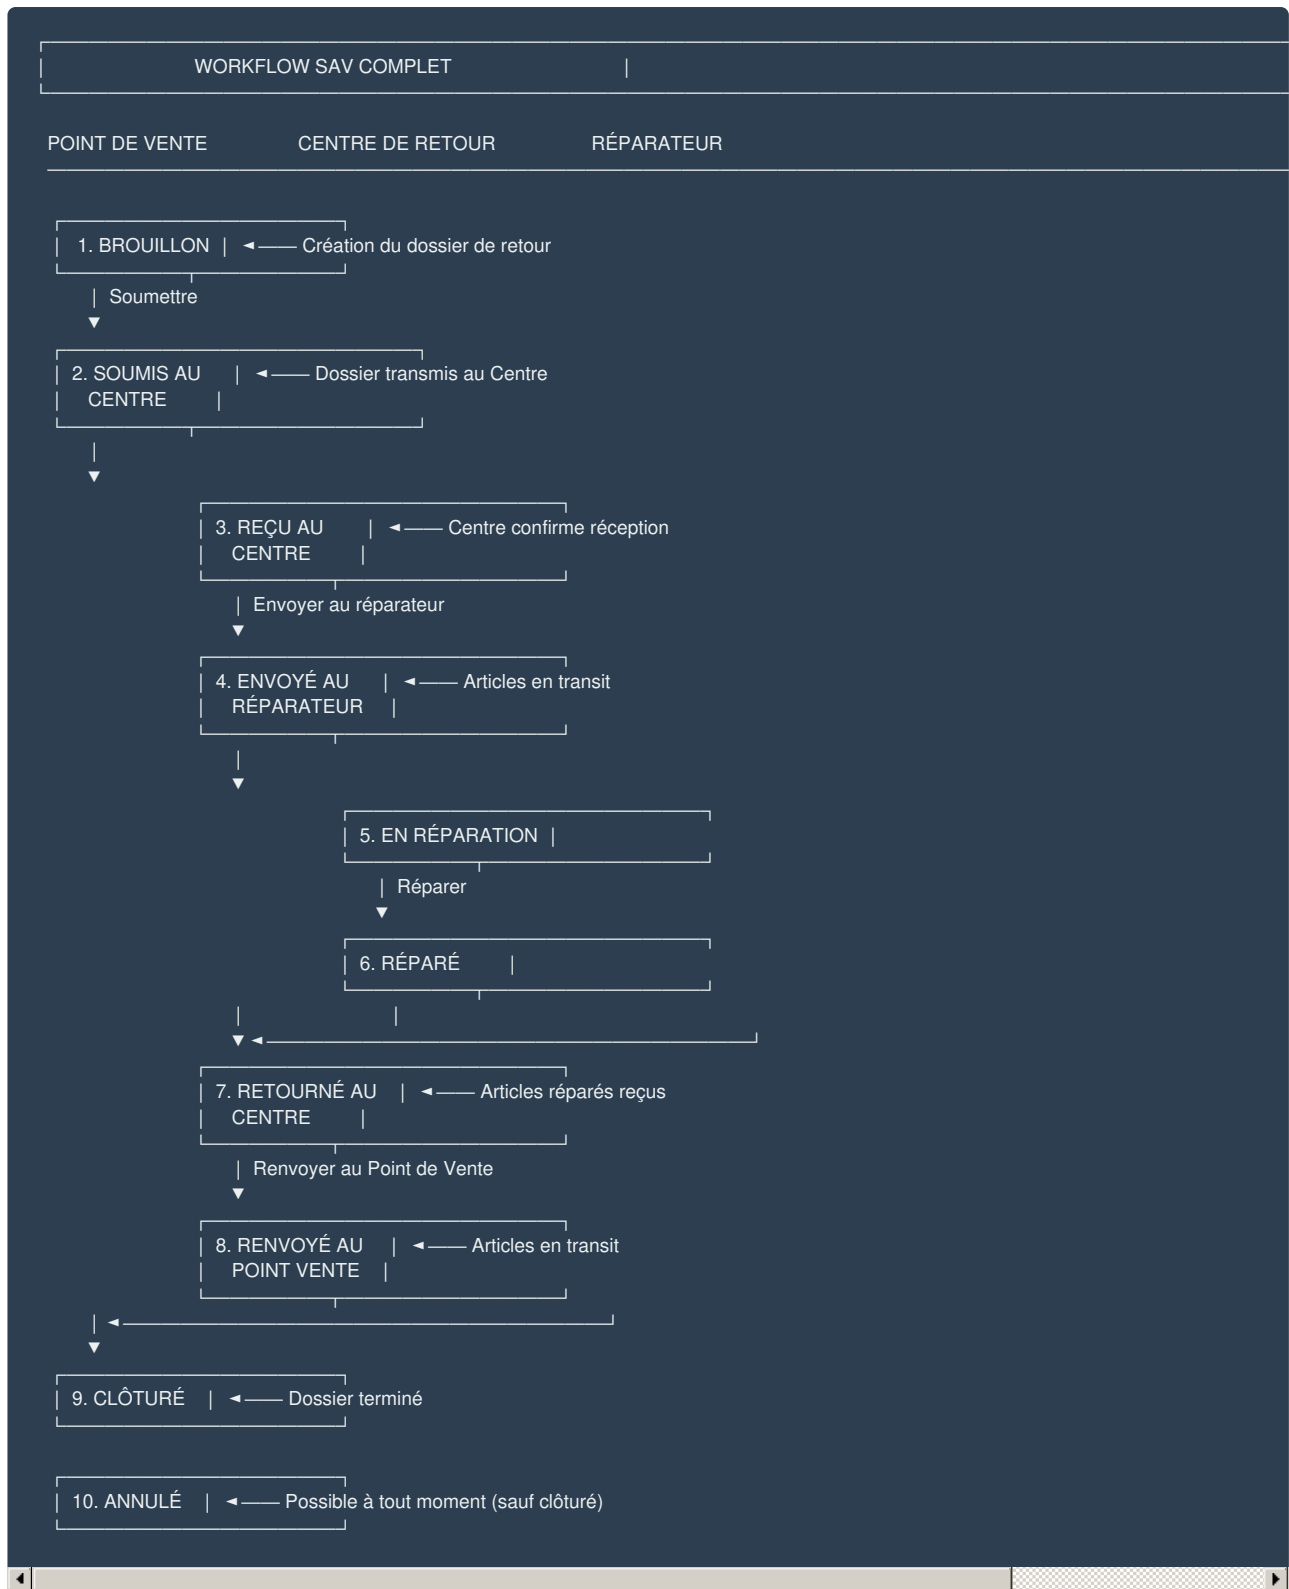 WORKFLOW SAV COMPLET
POINT DE VENTE CENTRE DE RETOUR RÉPARATEUR
1. BROUILLON ◄── Création du dossier de retour
Soumettre
▼
2. SOUMIS AU ◄── Dossier transmis au Centre
CENTRE
▼
3. REÇU AU ◄── Centre confirme réception
CENTRE
Envoyer au réparateur
▼
4. ENVOYÉ AU ◄── Articles en transit
RÉPARATEUR
▼
5. EN RÉPARATION
Réparer
▼
6. RÉPARÉ
▼ ◄
7. RETOURNÉ AU ◄── Articles réparés reçus
CENTRE
Renvoyer au Point de Vente
▼
8. RENVOYÉ AU ◄── Articles en transit
POINT VENTE
◄
▼
9. CLÔTURÉ ◄── Dossier terminé
10. ANNULÉ ◄── Possible à tout moment (sauf clôturé)